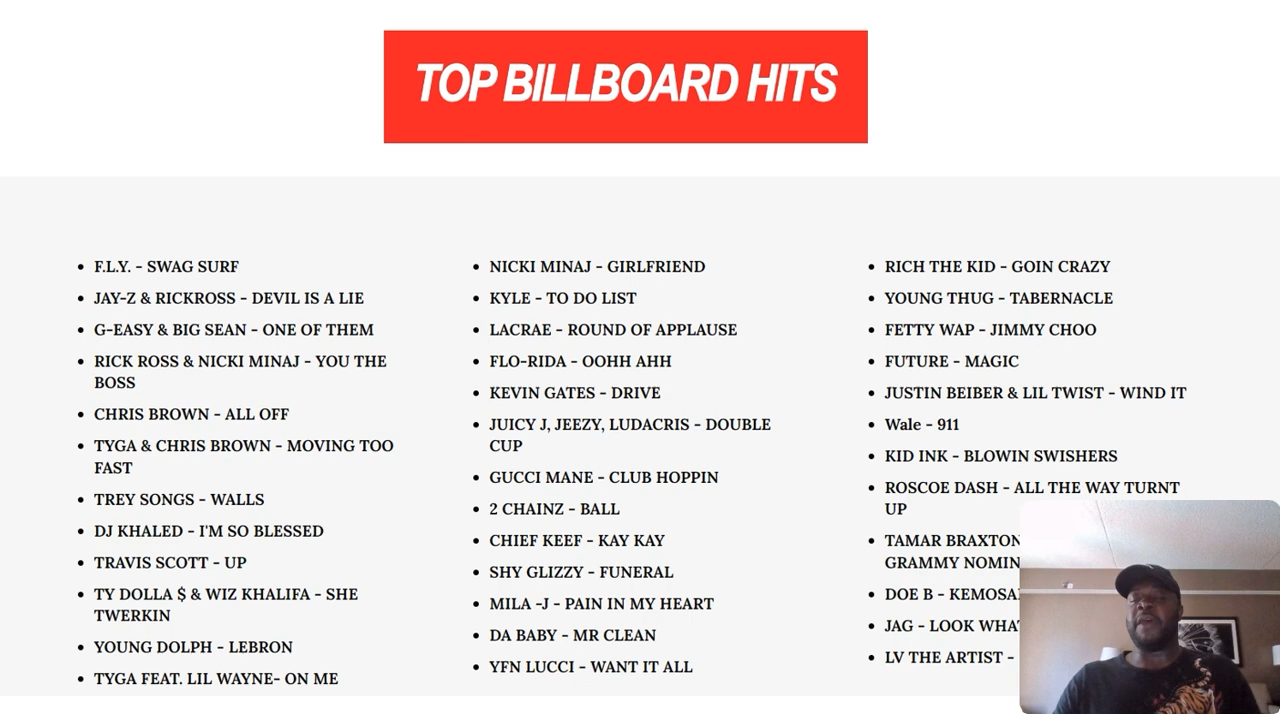 TOP BILLBOARD HITS
F.L.Y. - SWAG SURF
JAY-Z & RICKROSS - DEVIL IS A LIE
G-EASY & BIG SEAN - ONE OF THEM
RICK ROSS & NICKI MINAJ - YOU THE
BOSS
CHRIS BROWN - ALL OFF
TYGA & CHRIS BROWN - MOVING TOO
FAST
TREY SONGS - WALLS
DJ KHALED - I'M SO BLESSED
TRAVIS SCOTT - UP
TY DOLLA $ & WIZ KHALIFA - SHE
TWERKIN
YOUNG DOLPH - LEBRON
TYGA FEAT. LIL WAYNE- ON ME
NICKI MINAJ - GIRLFRIEND
KYLE - TO DO LIST
LACRAE - ROUND OF APPLAUSE
FLO-RIDA - OOHH AHH
KEVIN GATES - DRIVE
JUICY J, JEEZY, LUDACRIS - DOUBLE
CUP
GUCCI MANE - CLUB HOPPIN
2 CHAINZ - BALL
CHIEF KEEF - KAY KAY
SHY GLIZZY - FUNERAL
MILA -J - PAIN IN MY HEART
DA BABY - MR CLEAN
YFN LUCCI - WANT IT ALL
RICH THE KID - GOIN CRAZY
YOUNG THUG - TABERNACLE
FETTY WAP - JIMMY CHOO
FUTURE - MAGIC
JUSTIN BEIBER & LIL TWIST - WIND IT
Wale - 911
KID INK - BLOWIN SWISHERS
ROSCOE DASH - ALL THE WAY TURNT
UP
TAMAR BRAXTON
GRAMMY
DOE B -
JAG - LOOK
LV THE ARTIST -